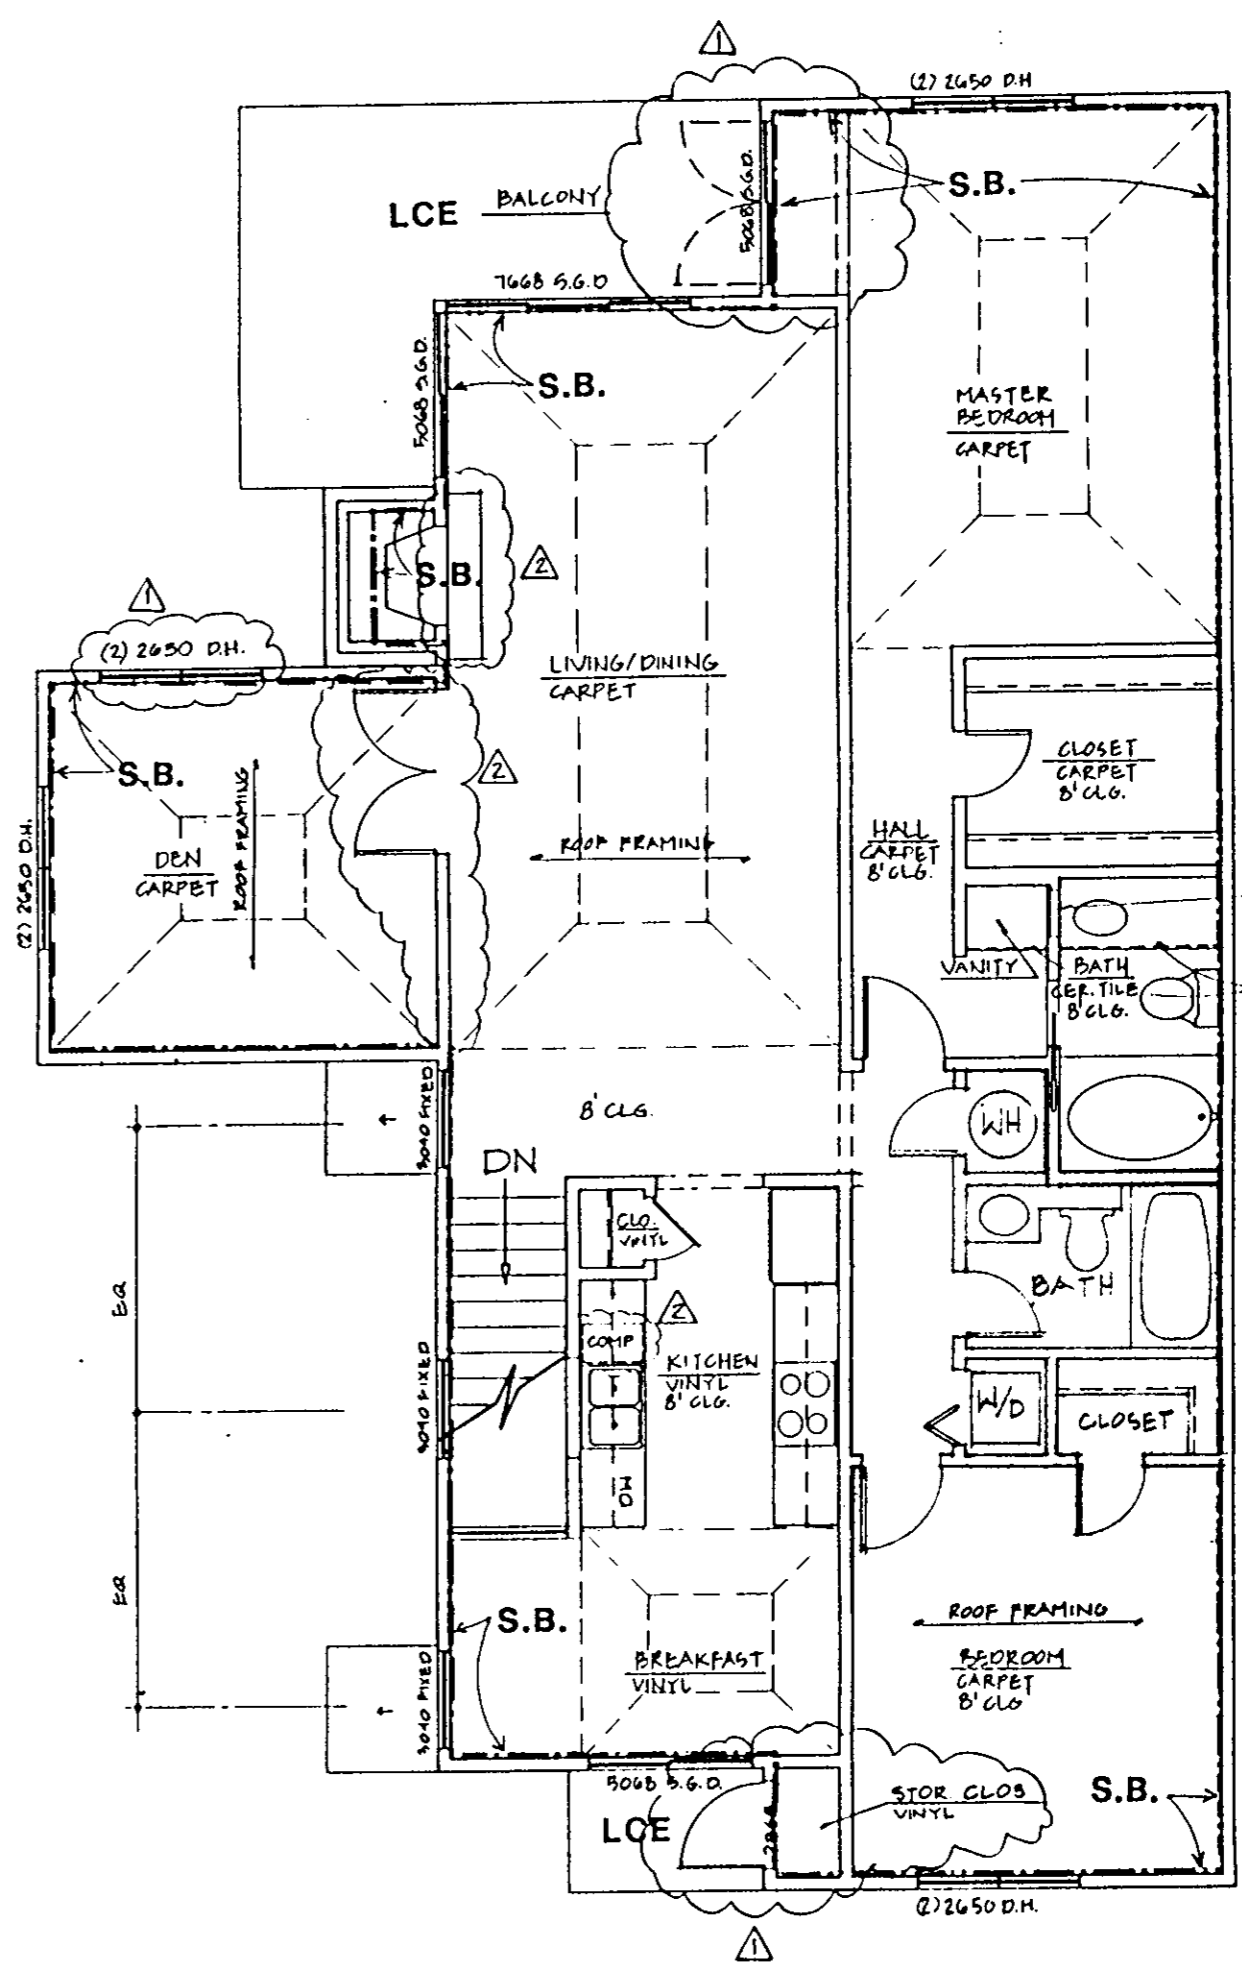 1
(2) 2650 D.H
5068 S.G.D.
S.B.
LCE
BALCONY
7668 S.G.D
5068 S.G.D.
S.B.
MASTER
BEDROOM
CARPET
S.B.
2
1
(2) 2650 D.H.
LIVING/DINING
CARPET
S.B.
2
CLOSET
CARPET
8' CLG.
ROOF FRAMING
DEN
CARPET
(2) 2650 D.H.
ROOF FRAMING
HALL
CARPET
8' CLG.
VANITY
BATH
CER. TILE
8' CLG.
3040 FIXED
8' CLG.
WH
DN
CLO.
VINYL
EQ
2
BATH
COMP
KITCHEN
VINYL
8' CLG.
3040 FIXED
W/D
CLOSET
EQ
S.B.
ROOF FRAMING
BREAKFAST
VINYL
BEDROOM
CARPET
8' CLG
3040 FIXED
5068 S.G.D.
STOR CLOS
VINYL
S.B.
LCE
2868
(2) 2650 D.H.
1